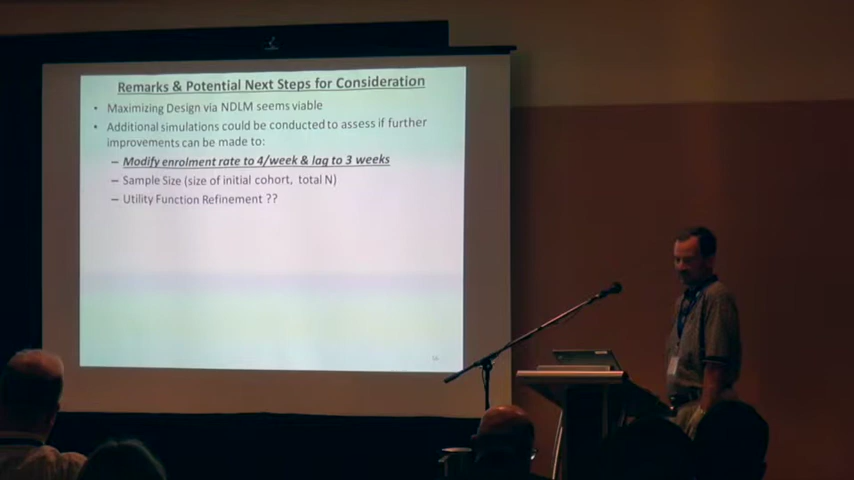 Remarks & Potential Next Steps for Consideration
• Maximizing Design via NDLM seems viable
• Additional simulations could be conducted to assess if further
improvements can be made to:
– Modify enrolment rate to 4/week & lag to 3 weeks
– Sample Size (size of initial cohort, total N)
– Utility Function Refinement ??